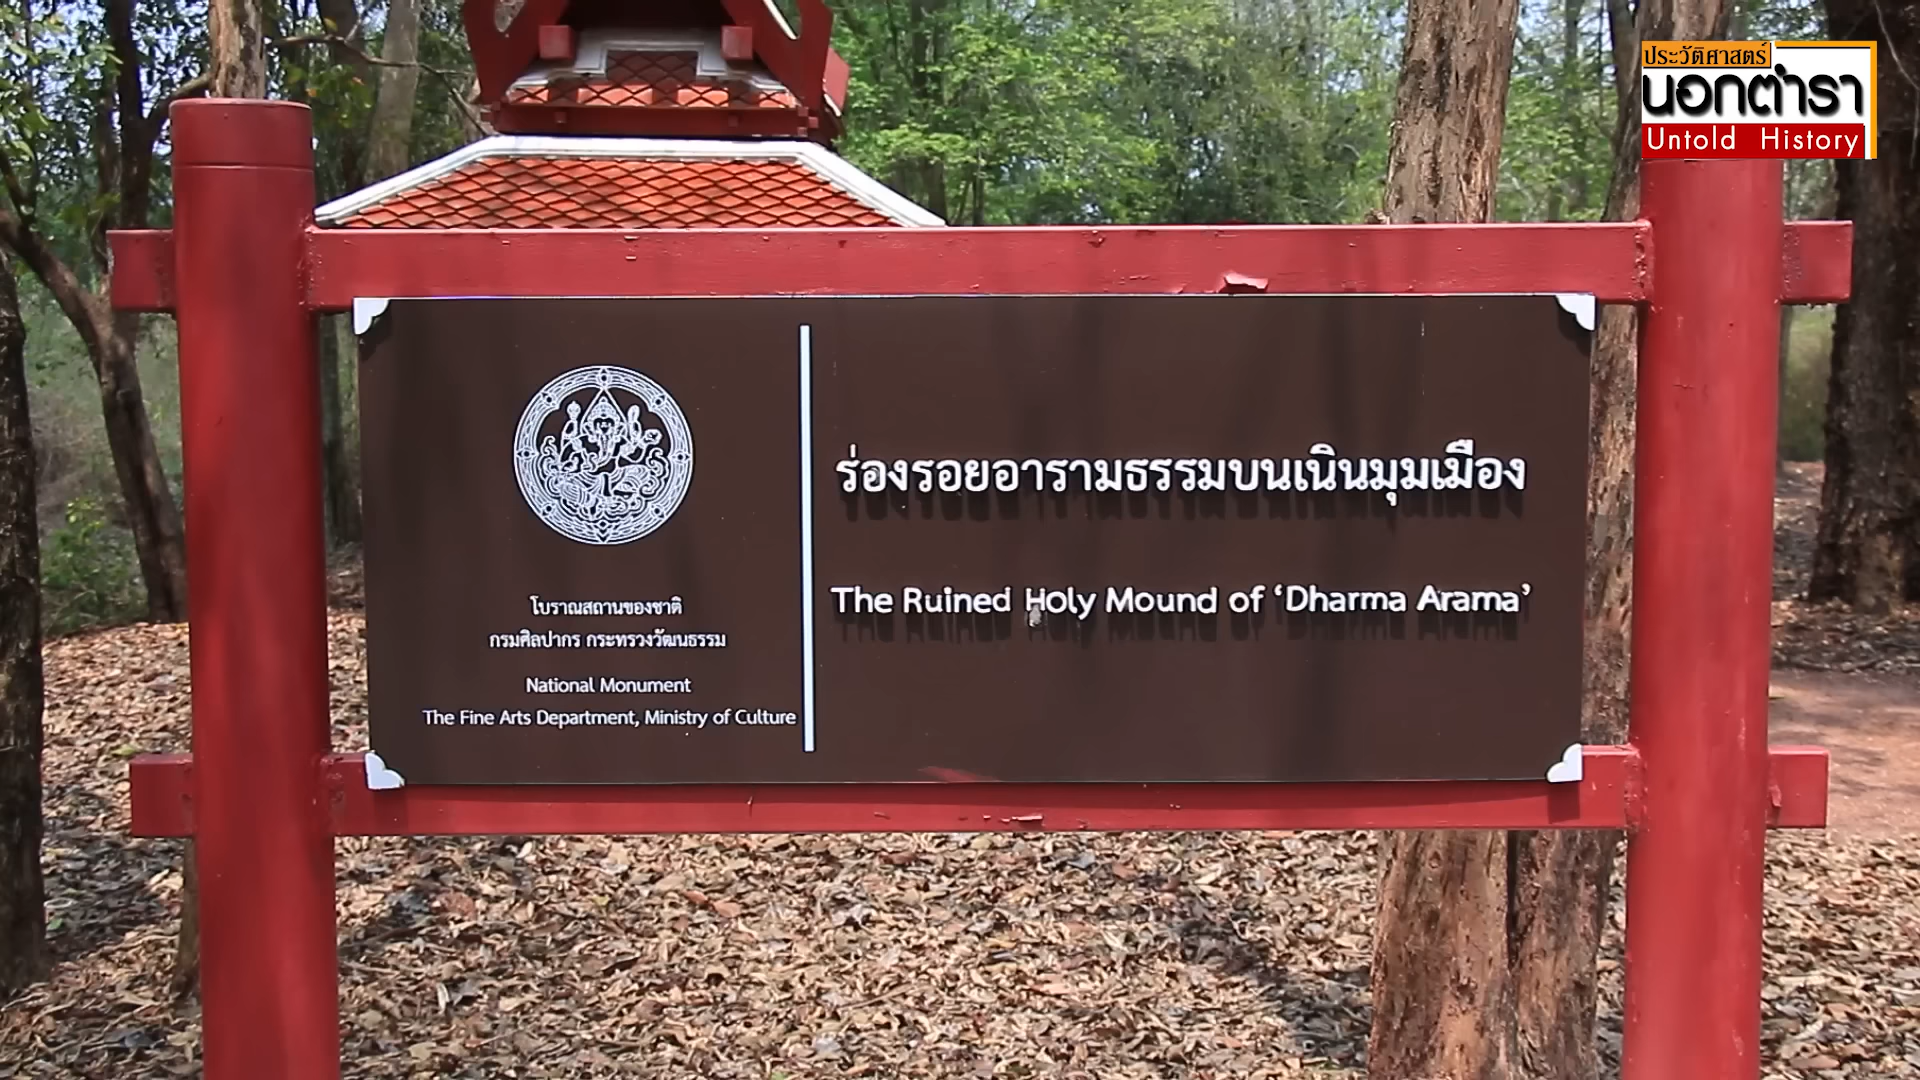 ประวัติศาสตร์
นอกตำรา
Untold History
ร่องรอยอารามธรรมบนเนินมุมเมือง
The Ruined Holy Mound of ‘Dharma Arama’
โบราณสถานของชาติ
กรมศิลปากร กระทรวงวัฒนธรรม
National Monument
The Fine Arts Department, Ministry of Culture